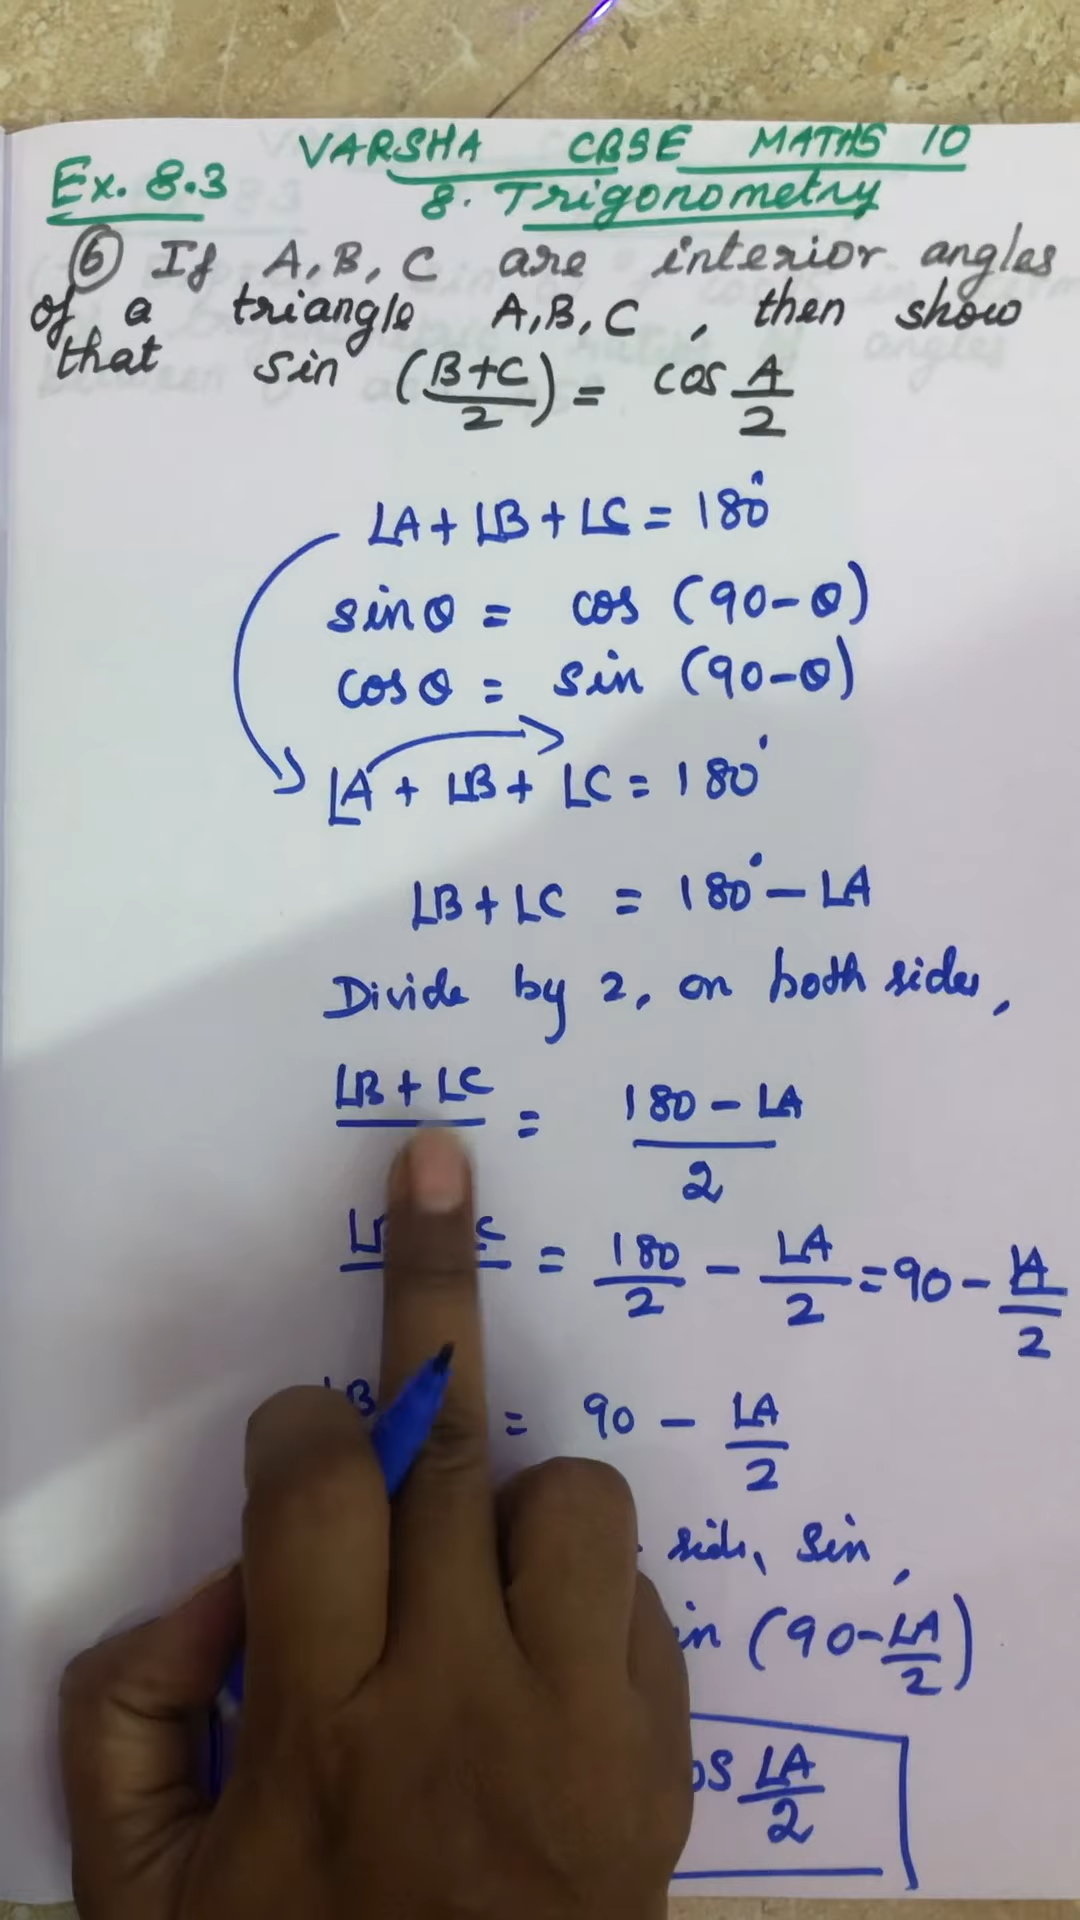 VARSHA CBSE MATHS 10
Ex. 8.3 8. Trigonometry
⑥ If A, B, C are interior angles
of a triangle A, B, C, then show
that sin (B+C/2) = cos A/2
∠A + ∠B + ∠C = 180°
sin θ = cos (90 - θ)
cos θ = sin (90 - θ)
∠A + ∠B + ∠C = 180°
∠B + ∠C = 180° - ∠A
Divide by 2, on both sides,
∠B + ∠C = 180 - ∠A / 2
= 180/2 - ∠A/2 = 90 - ∠A/2
= 90 - ∠A/2
side, Sin,
(90 - ∠A/2)
∠A/2